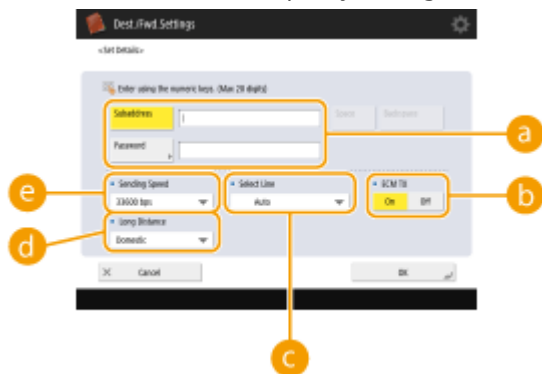 Dest./Fwd.Settings
<Set Details>
Enter using the numeric keys. (Max 20 digits)
Subaddress
Space
Backspace
a
Password
e
Sending Speed
Select Line
ECM TX
b
33600 bps
Auto
On
Off
d
Long Distance
Domestic
Cancel
OK
c